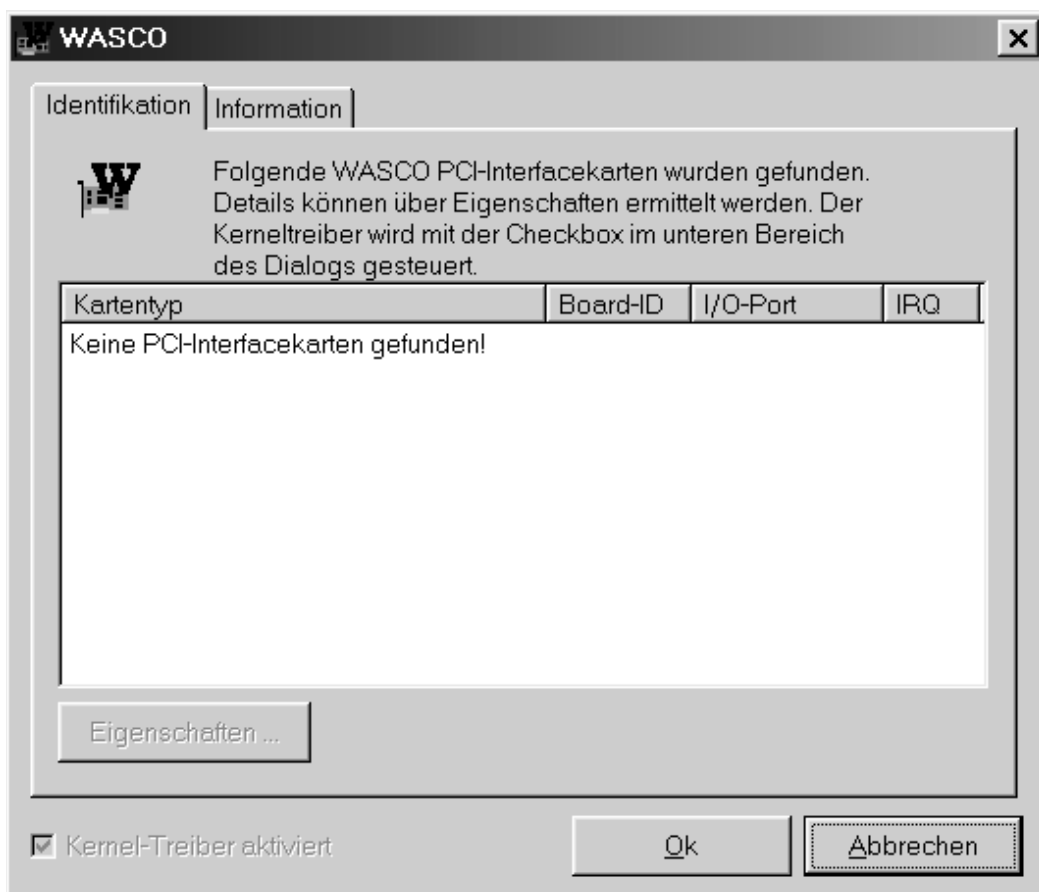 WASCO
Identifikation Information
Folgende WASCO PCI-Interfacekarten wurden gefunden.
Details können über Eigenschaften ermittelt werden. Der
Kerneltreiber wird mit der Checkbox im unteren Bereich
des Dialogs gesteuert.
Kartentyp Board-ID I/O-Port IRQ
Keine PCI-Interfacekarten gefunden!
Eigenschaften ...
Kernel-Treiber aktiviert Ok Abbrechen